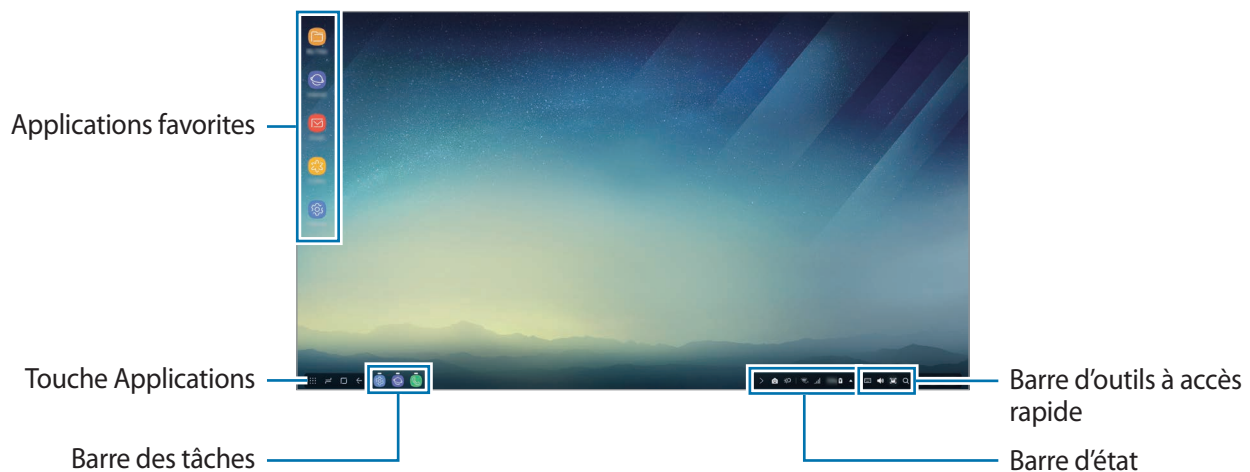 Applications favorites
Touche Applications
Barre des tâches
Barre d'outils à accès
rapide
Barre d'état